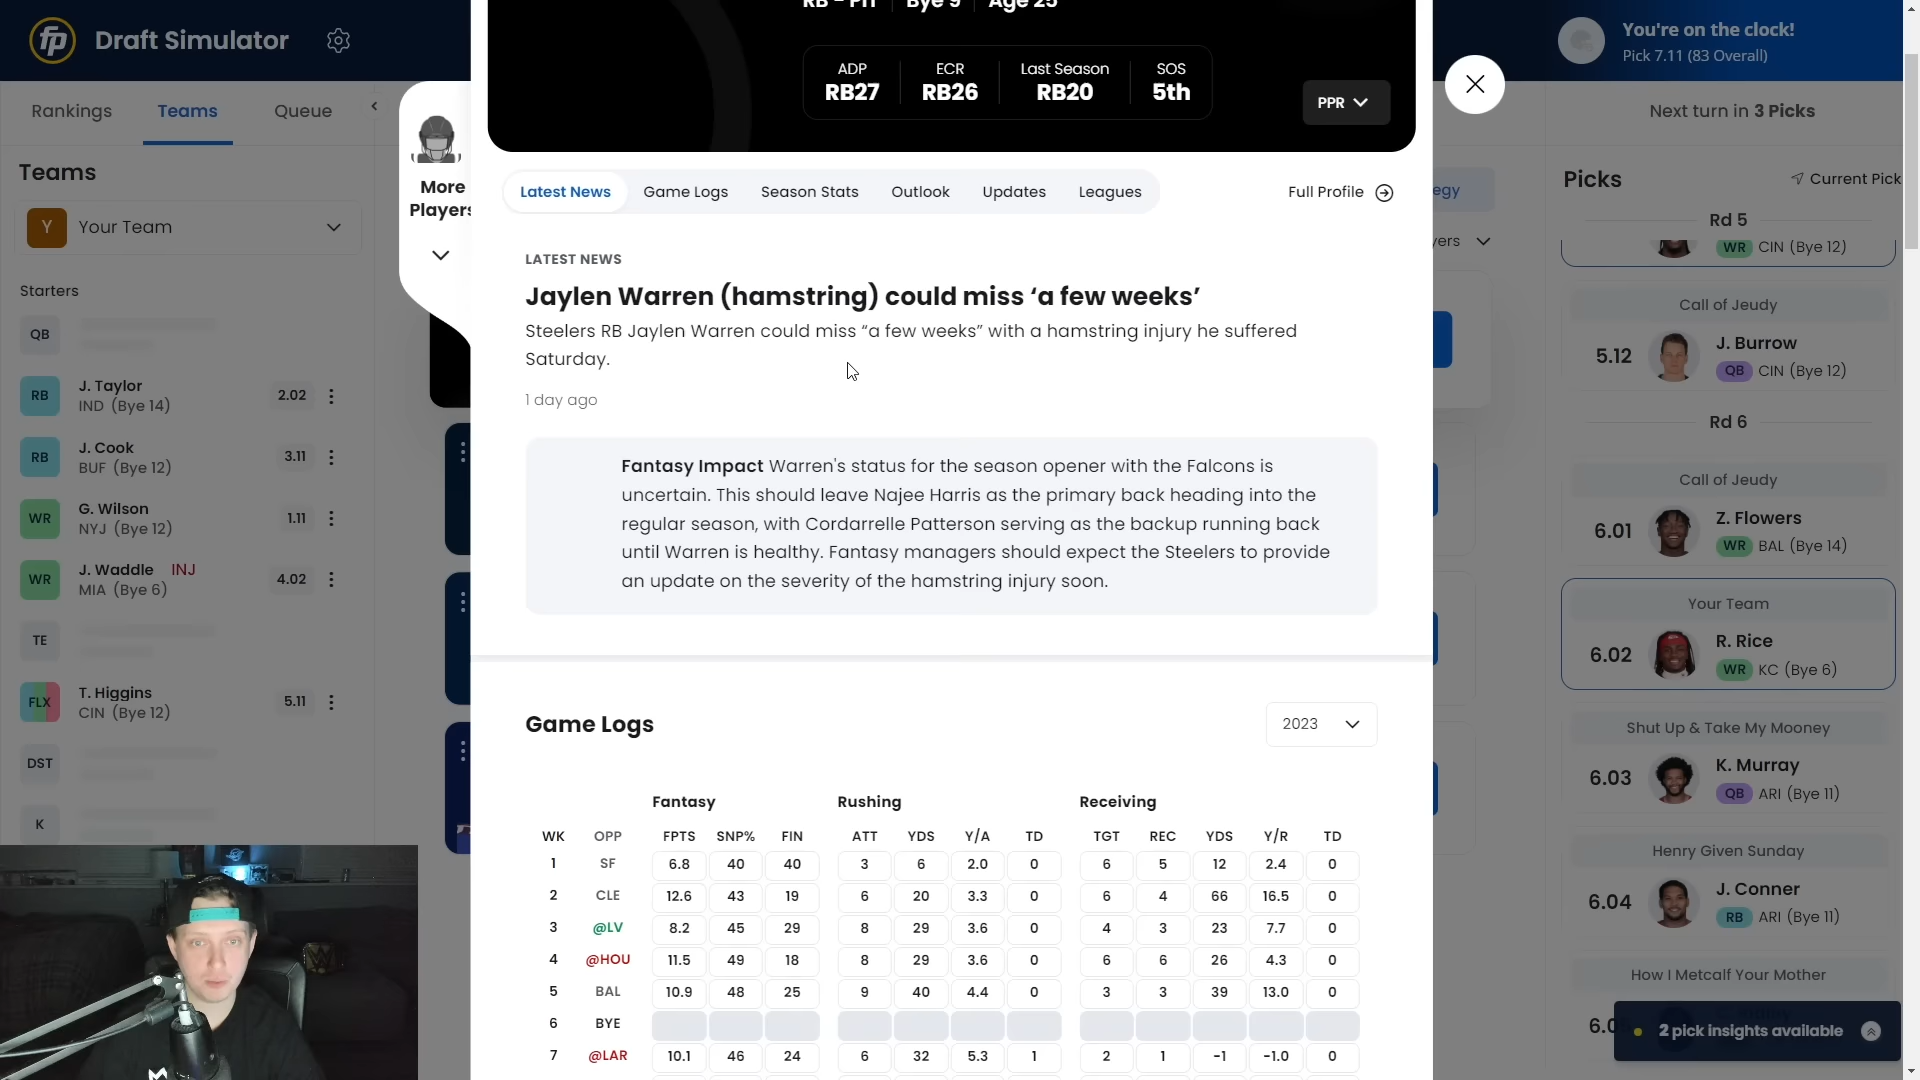 fp Draft Simulator
Rankings Teams Queue
Teams
Y Your Team
Starters
QB
RB J. Taylor IND (Bye 14) 2.02
RB J. Cook BUF (Bye 12) 3.11
WR G. Wilson NYJ (Bye 12) 1.11
WR J. Waddle INJ MIA (Bye 6) 4.02
TE
FLX T. Higgins CIN (Bye 12) 5.11
DST
K
More
Players
Bye 9 Age 25
ADP ECR Last Season SOS
RB27 RB26 RB20 5th
PPR
Latest News Game Logs Season Stats Outlook Updates Leagues Full Profile
LATEST NEWS
Jaylen Warren (hamstring) could miss ‘a few weeks’
Steelers RB Jaylen Warren could miss “a few weeks” with a hamstring injury he suffered
Saturday.
1 day ago
Fantasy Impact Warren's status for the season opener with the Falcons is
uncertain. This should leave Najee Harris as the primary back heading into the
regular season, with Cordarrelle Patterson serving as the backup running back
until Warren is healthy. Fantasy managers should expect the Steelers to provide
an update on the severity of the hamstring injury soon.
Game Logs 2023
Fantasy Rushing Receiving
WK OPP FPTS SNP% FIN ATT YDS Y/A TD TGT REC YDS Y/R TD
1 SF 6.8 40 40 3 6 2.0 0 6 5 12 2.4 0
2 CLE 12.6 43 19 6 20 3.3 0 6 4 66 16.5 0
3 @LV 8.2 45 29 8 29 3.6 0 4 3 23 7.7 0
4 @HOU 11.5 49 18 8 29 3.6 0 6 6 26 4.3 0
5 BAL 10.9 48 25 9 40 4.4 0 3 3 39 13.0 0
6 BYE
7 @LAR 10.1 46 24 6 32 5.3 1 2 1 -1 -1.0 0
You're on the clock!
Pick 7.11 (83 Overall)
Next turn in 3 Picks
Picks Current Pick
Rd 5
WR CIN (Bye 12)
Call of Jeudy
5.12 J. Burrow
QB CIN (Bye 12)
Rd 6
Call of Jeudy
6.01 Z. Flowers
WR BAL (Bye 14)
Your Team
6.02 R. Rice
WR KC (Bye 6)
Shut Up & Take My Mooney
6.03 K. Murray
QB ARI (Bye 11)
Henry Given Sunday
6.04 J. Conner
RB ARI (Bye 11)
How I Metcalf Your Mother
2 pick insights available